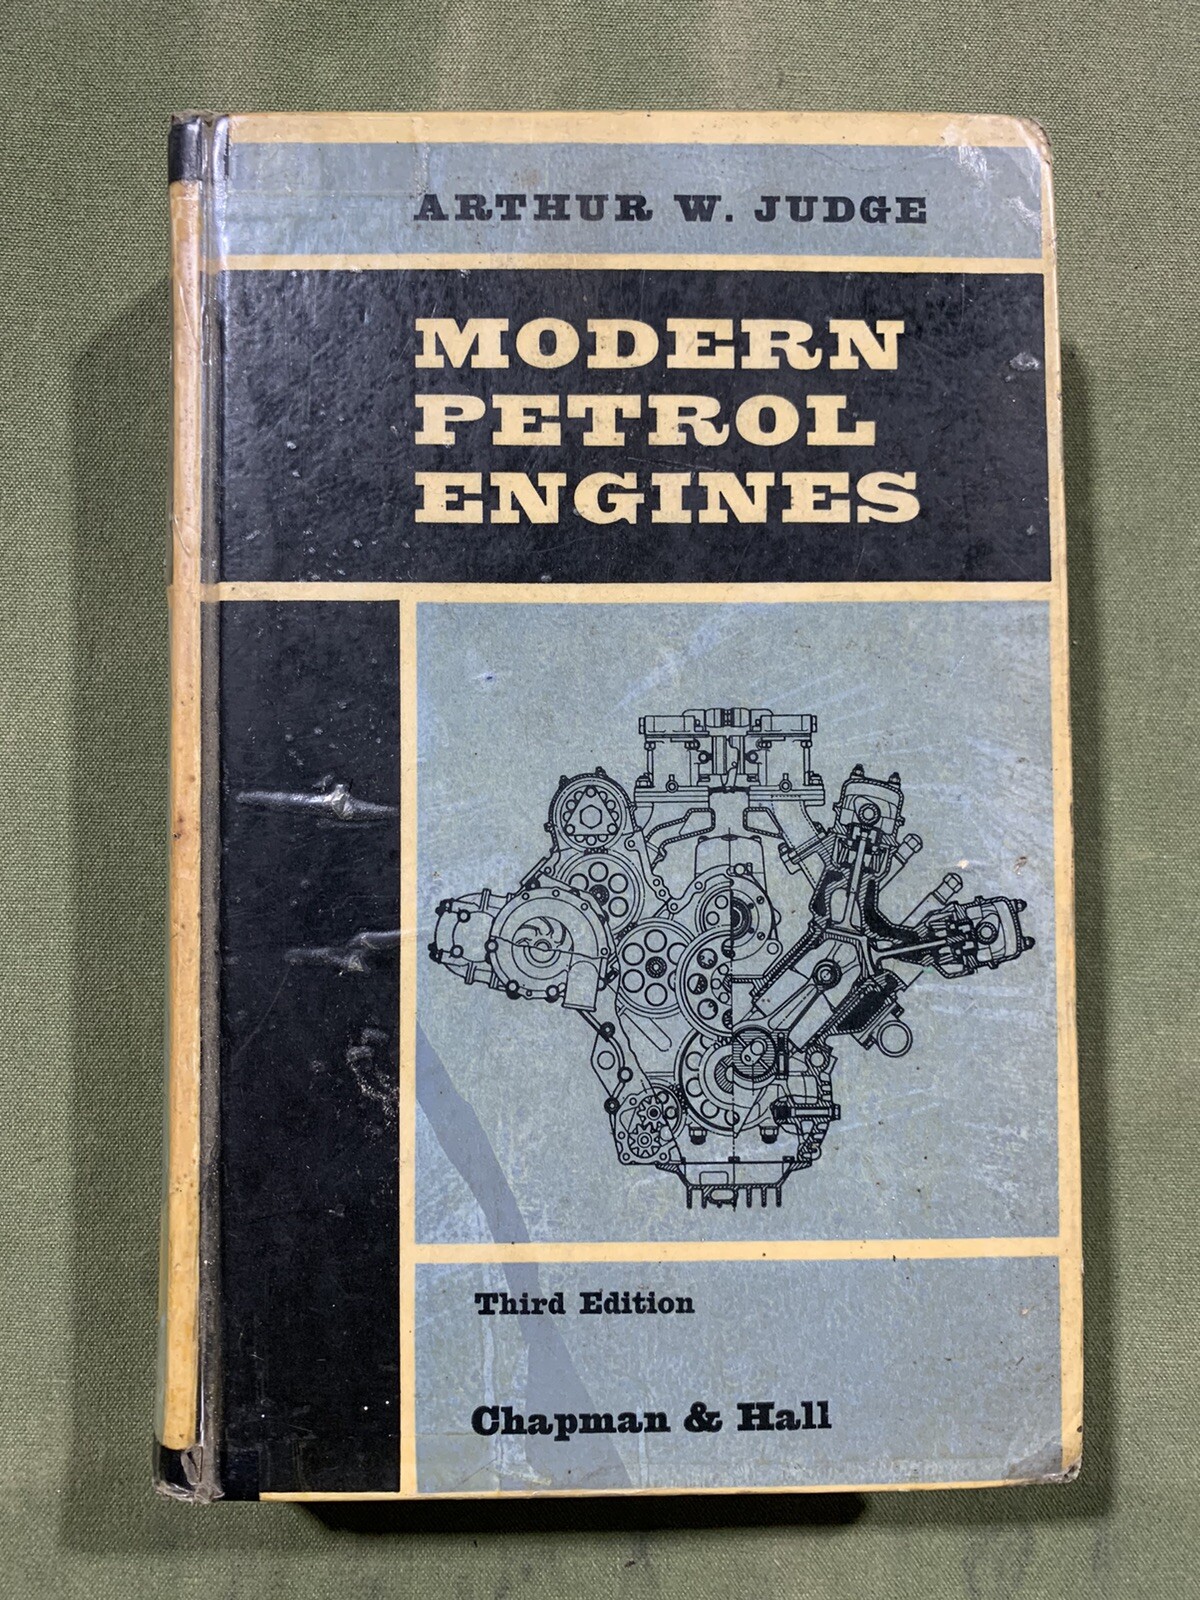 ARTHUR W. JUDGE
MODERN
PETROL
ENGINES
Third Edition
Chapman & Hall